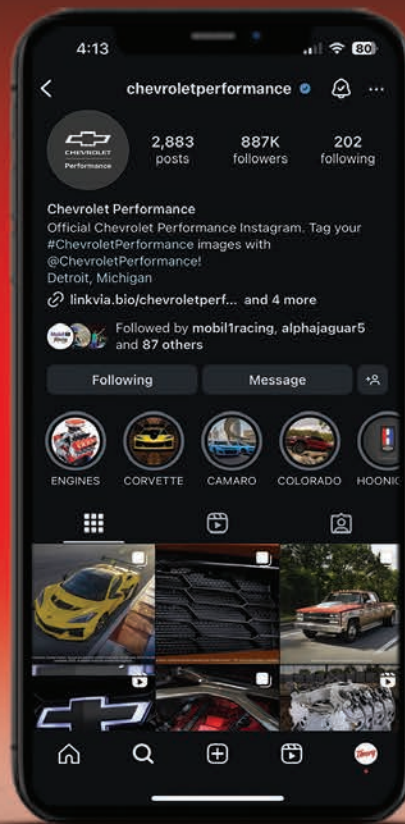 4:13
80
chevroletperformance
2,883
887K
202
posts
followers
following
CHEVROLET
Performance
Chevrolet Performance
Official Chevrolet Performance Instagram. Tag your
#ChevroletPerformance images with
@ChevroletPerformance!
Detroit, Michigan
linkvia.bio/chevroletperf... and 4 more
Followed by mobil1racing, alphajaguar5
and 87 others
Following
Message
ENGINES
CORVETTE
CAMARO
COLORADO
HOONIC